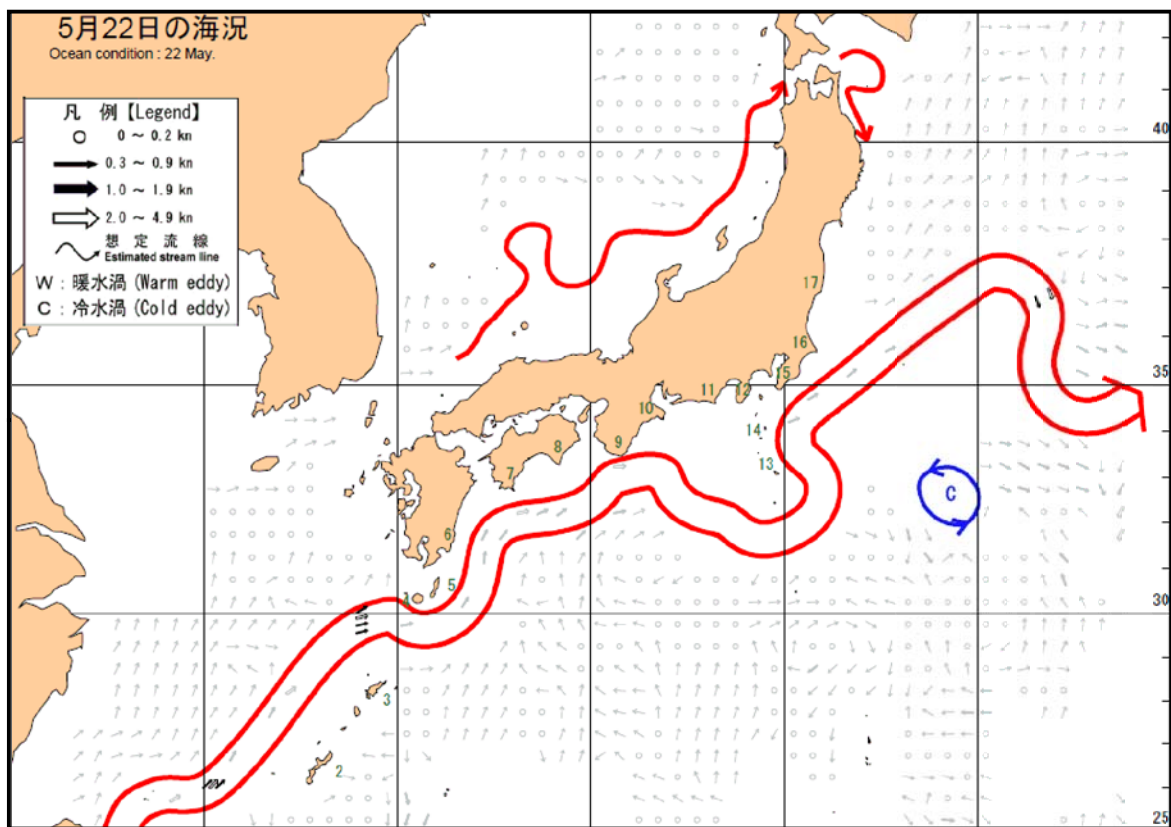 5月22日の海況
Ocean condition : 22 May.
凡 例【Legend】
0 ～ 0.2 kn
0.3 ～ 0.9 kn
1.0 ～ 1.9 kn
2.0 ～ 4.9 kn
想 定 流 線
Estimated stream line
W : 暖水渦 (Warm eddy)
C : 冷水渦 (Cold eddy)
40
17
16
35
15
12
11
10
14
9
8
13
7
C
6
5
30
3
2
25